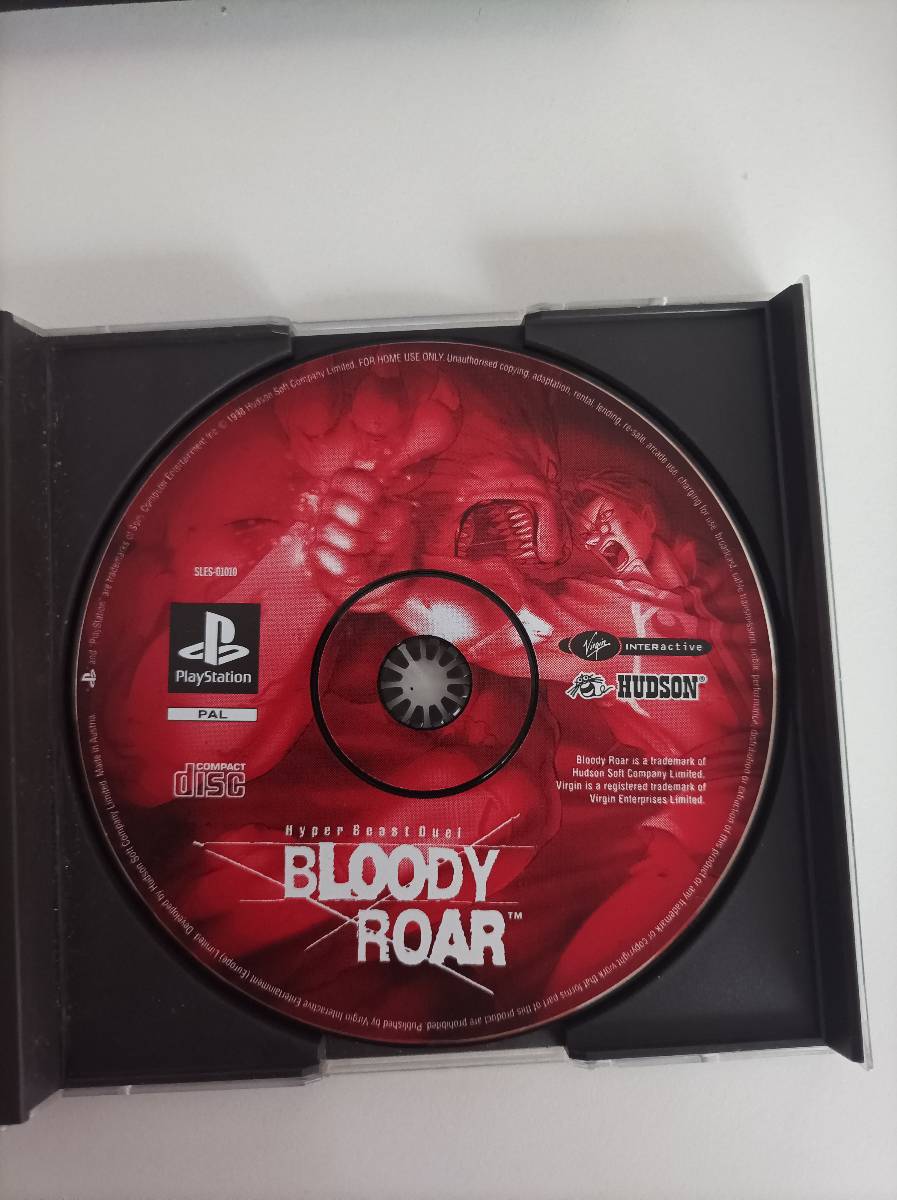 and "PlayStation" are trademarks of Sony Computer Entertainment Inc. © 1998 Hudson Soft Company Limited. FOR HOME USE ONLY. Unauthorised copying, adaptation, rental, lending, re-sale, arcade use, charging for use, broadcast, cable transmission, public performance, distribution or extraction of this product or any trademark or copyright work that forms part of this product are prohibited. Published by Virgin Interactive Entertainment (Europe) Limited. Developed by Hudson Soft Company Limited. Made in Austria.
SLES-01010
PlayStation
PAL
COMPACT
disc
Virgin INTERactive
HUDSON®
Bloody Roar is a trademark of
Hudson Soft Company Limited.
Virgin is a registered trademark of
Virgin Enterprises Limited.
Hyper Beast Duel
BLOODY
ROAR™